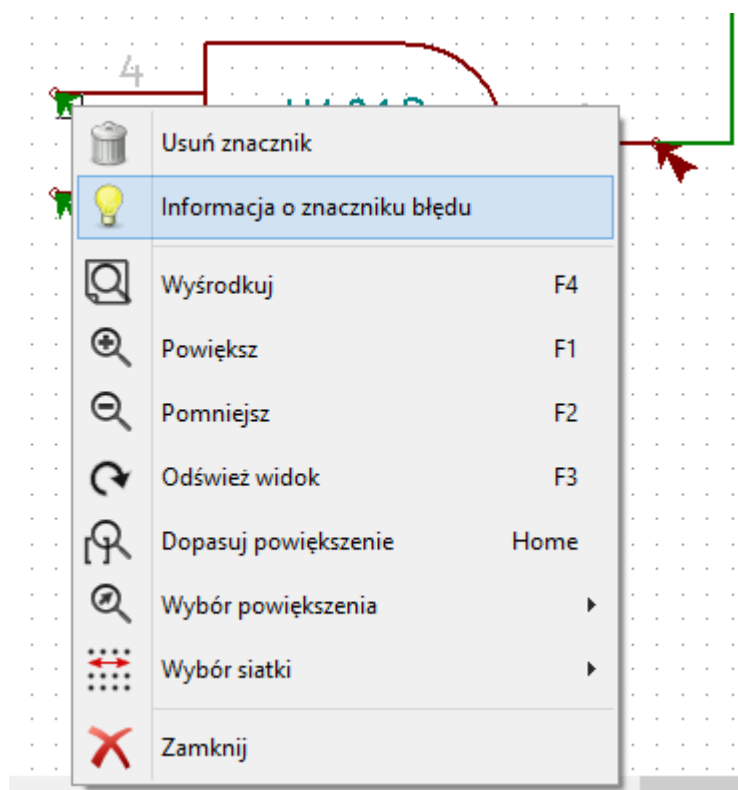 4
Usuń znacznik
Informacja o znaczniku błędu
Wyśrodkuj F4
Powiększ F1
Pomniejsz F2
Odśwież widok F3
Dopasuj powiększenie Home
Wybór powiększenia
Wybór siatki
Zamknij